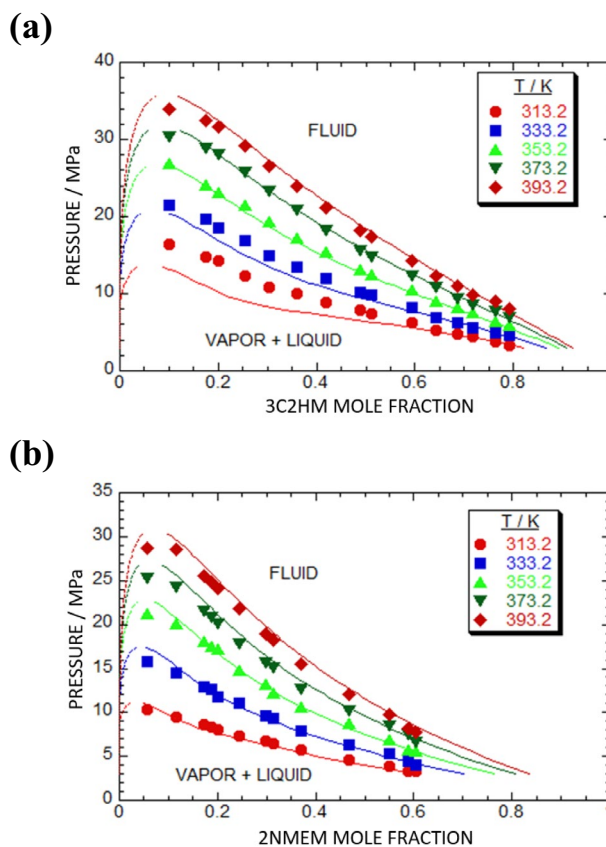 (a)
40
30
20
10
0
PRESSURE / MPa
T / K
313.2
333.2
353.2
373.2
393.2
FLUID
VAPOR + LIQUID
0 0.2 0.4 0.6 0.8
3C2HM MOLE FRACTION
(b)
35
30
25
20
15
10
5
0
PRESSURE / MPa
T / K
313.2
333.2
353.2
373.2
393.2
FLUID
VAPOR + LIQUID
0 0.2 0.4 0.6 0.8
2NMEM MOLE FRACTION